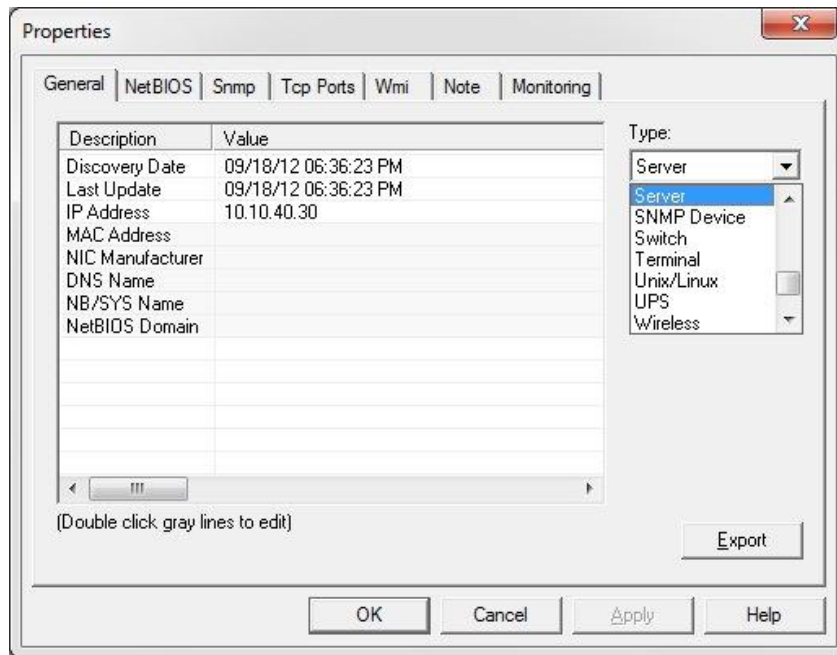 Properties
General NetBIOS Snmp Tcp Ports Wmi Note Monitoring
Description Value
Discovery Date 09/18/12 06:36:23 PM
Last Update 09/18/12 06:36:23 PM
IP Address 10.10.40.30
MAC Address
NIC Manufacturer
DNS Name
NB/SYS Name
NetBIOS Domain
(Double click gray lines to edit)
Type:
Server
Server
SNMP Device
Switch
Terminal
Unix/Linux
UPS
Wireless
Export
OK Cancel Apply Help